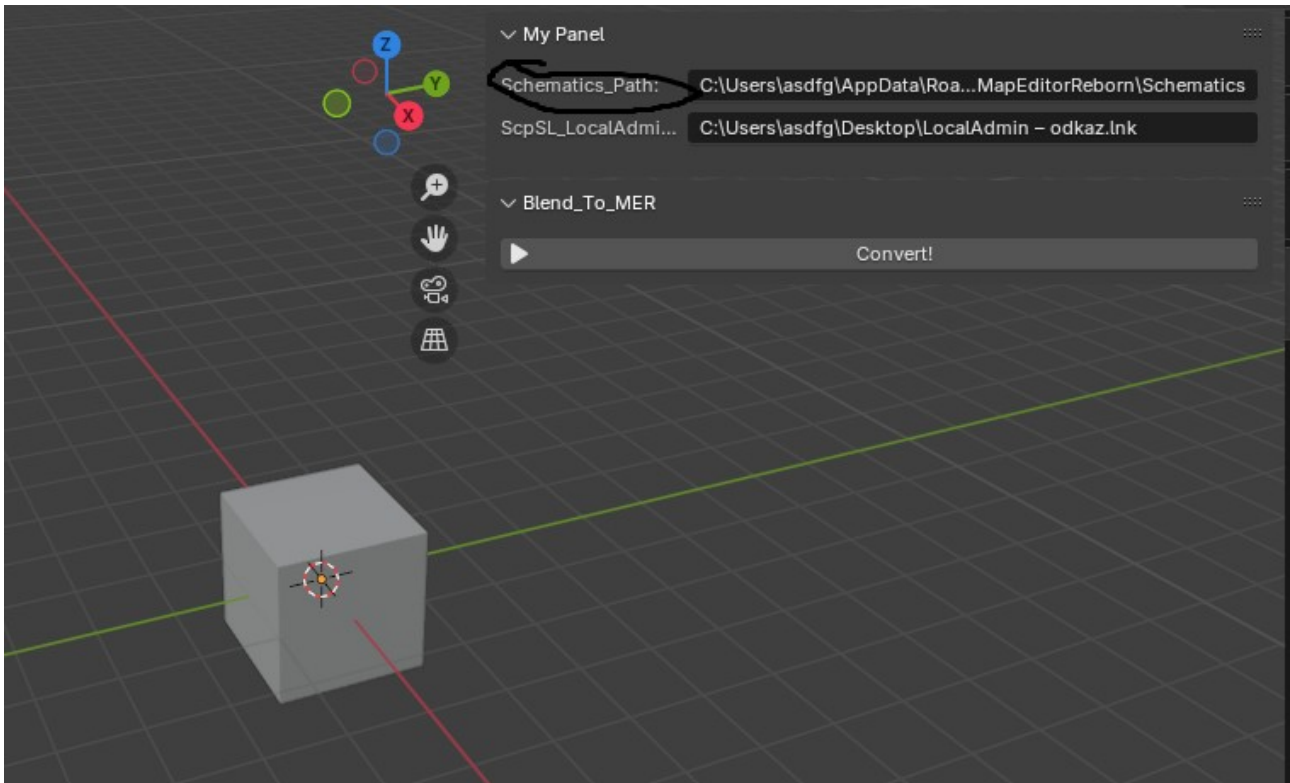 Z
Y
X
My Panel
Schematics_Path: C:\Users\asdfg\AppData\Roa...MapEditorReborn\Schematics
ScpSL_LocalAdmi... C:\Users\asdfg\Desktop\LocalAdmin – odkaz.lnk
Blend_To_MER
Convert!